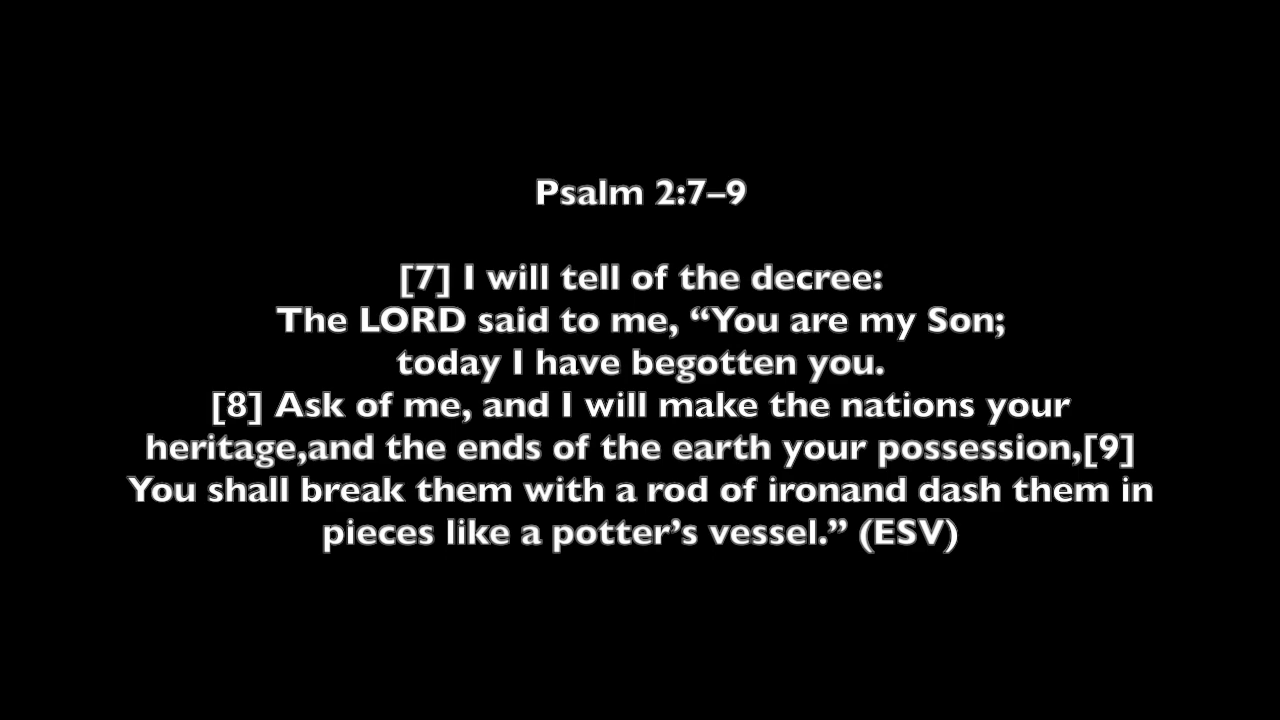 Psalm 2:7–9
[7] I will tell of the decree:
The LORD said to me, “You are my Son;
today I have begotten you.
[8] Ask of me, and I will make the nations your
heritage,and the ends of the earth your possession,[9]
You shall break them with a rod of ironand dash them in
pieces like a potter’s vessel.” (ESV)